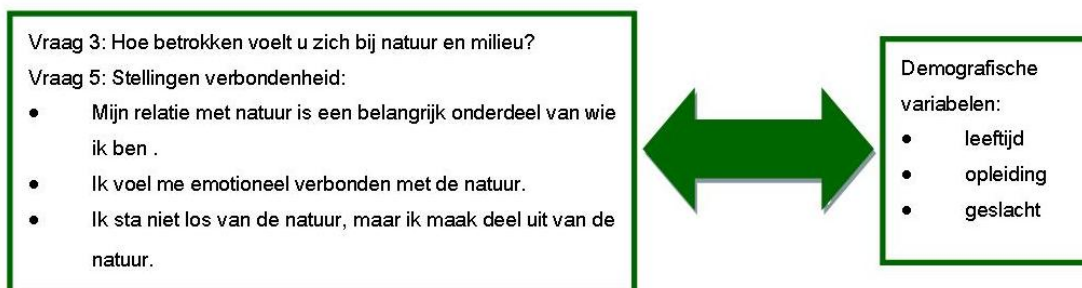 Vraag 3: Hoe betrokken voelt u zich bij natuur en milieu?
Vraag 5: Stellingen verbondenheid:
• Mijn relatie met natuur is een belangrijk onderdeel van wie
ik ben .
• Ik voel me emotioneel verbonden met de natuur.
• Ik sta niet los van de natuur, maar ik maak deel uit van de
natuur.
Demografische
variabelen:
• leeftijd
• opleiding
• geslacht